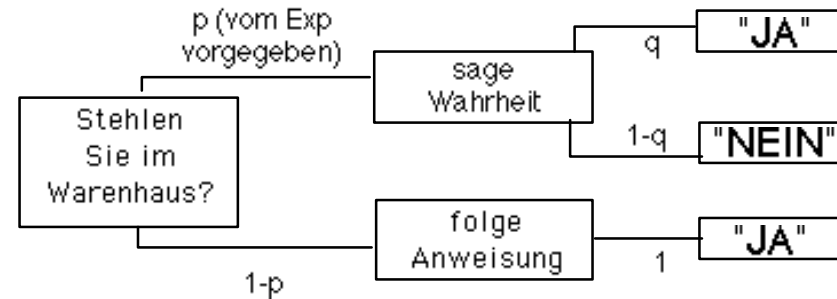 p (vom Exp
vorgegeben)
Stehlen
Sie im
Warenhaus?
sage
Wahrheit
q
"JA"
1-q
"NEIN"
1-p
folge
Anweisung
1
"JA"